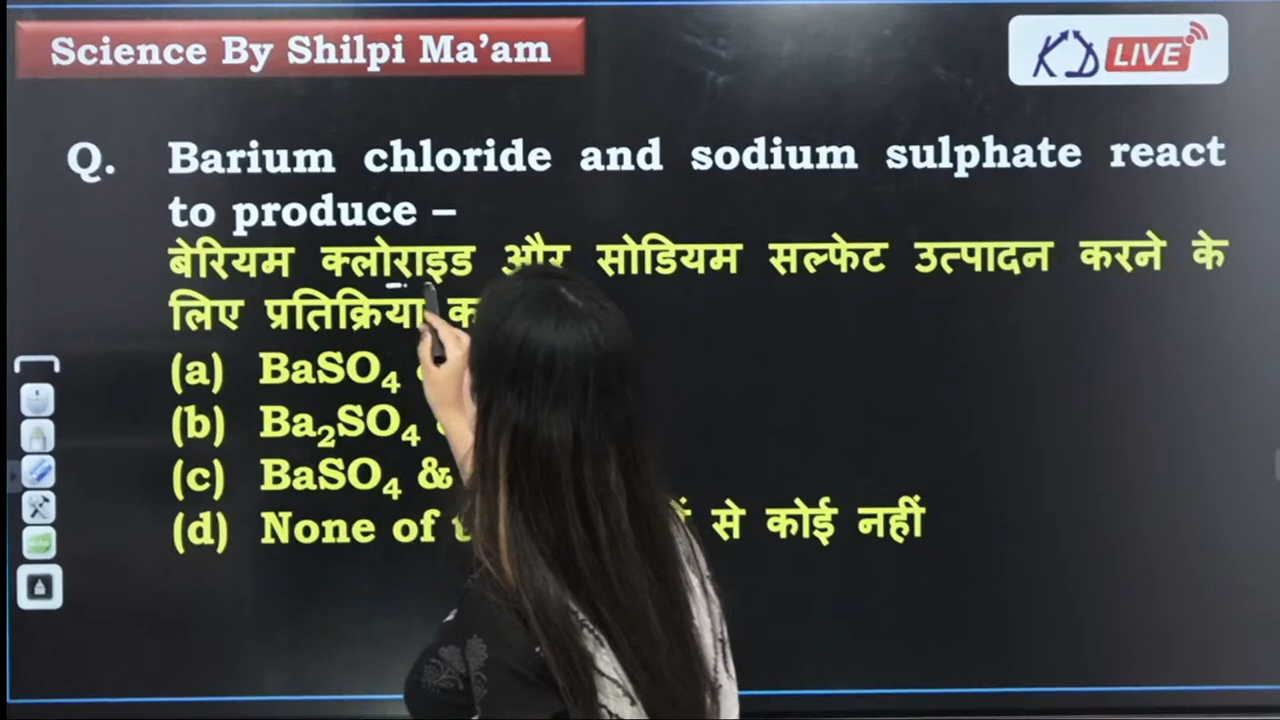 Science By Shilpi Ma'am
KD LIVE
Q. Barium chloride and sodium sulphate react
to produce –
बेरियम क्लोराइड और सोडियम सल्फेट उत्पादन करने के
लिए प्रतिक्रिया
(a) BaSO₄
(b) Ba₂SO₄
(c) BaSO₄ &
(d) None of से कोई नहीं